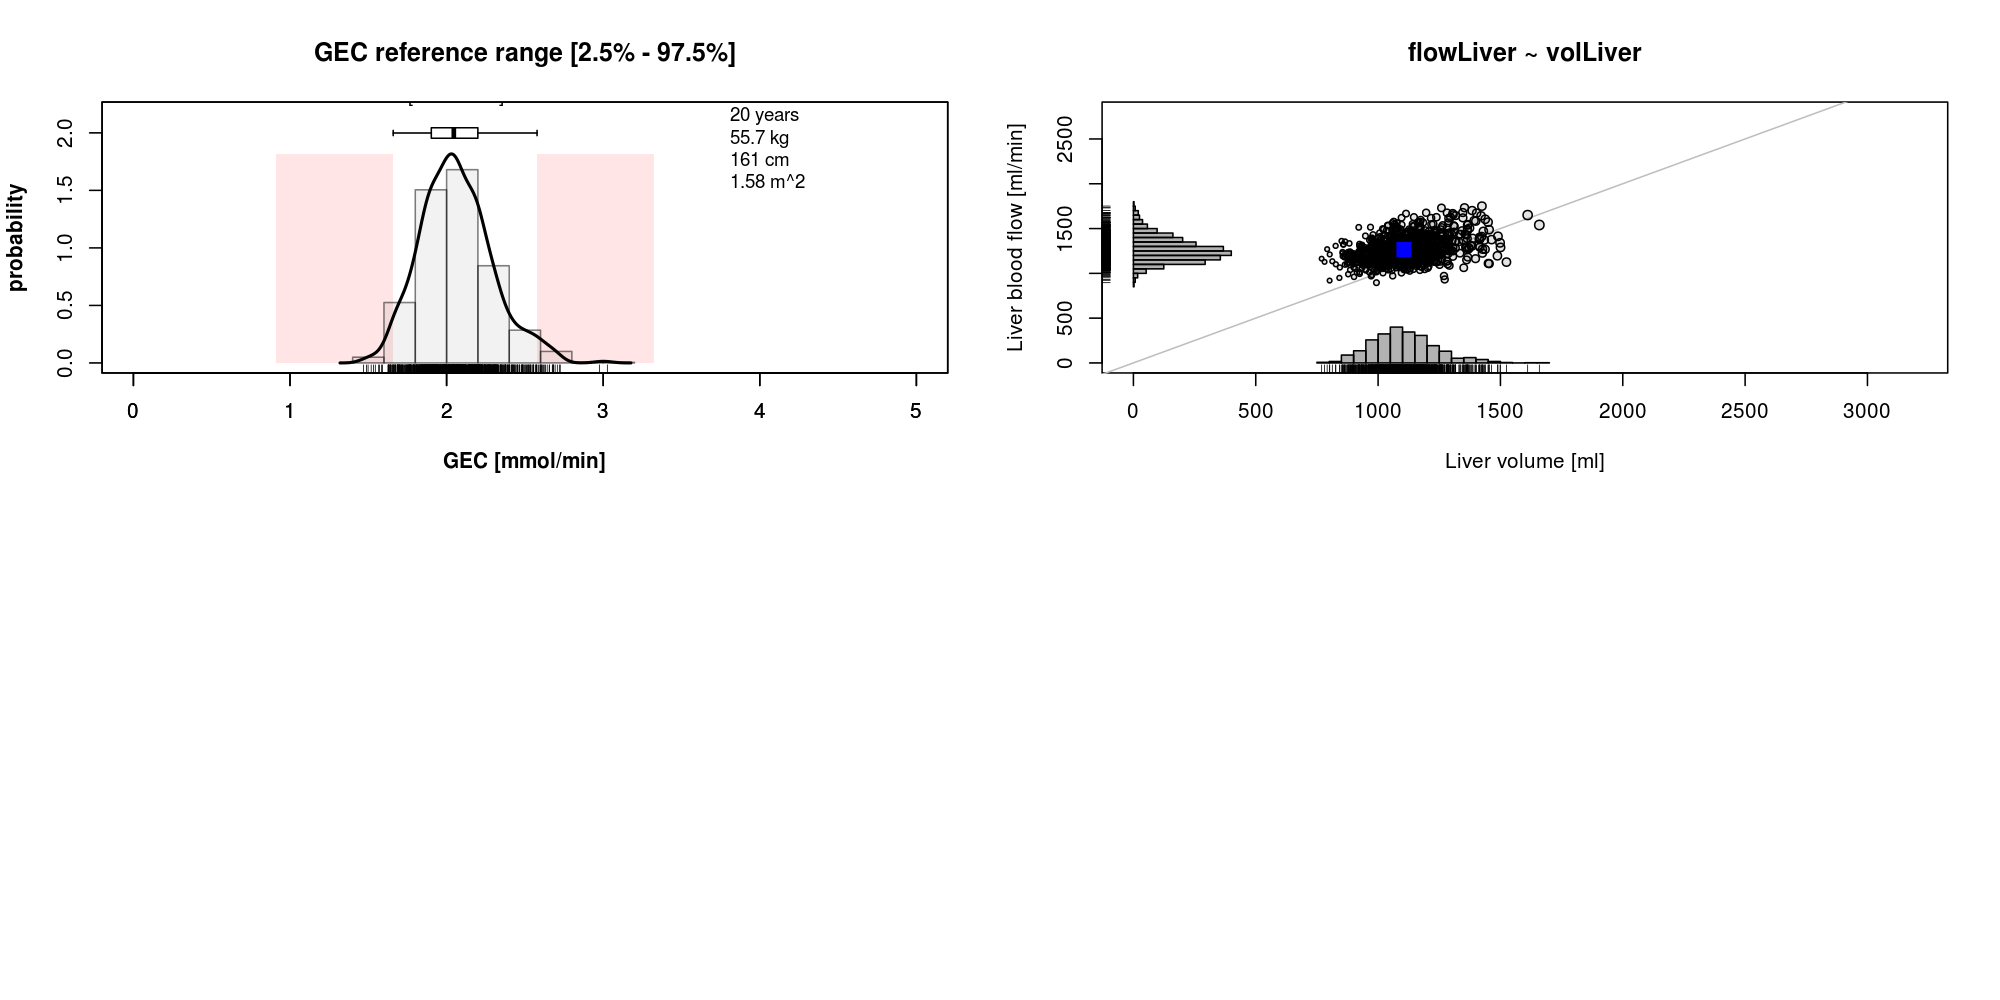 GEC reference range [2.5% - 97.5%]
20 years
55.7 kg
161 cm
1.58 m^2
probability
0.0 0.5 1.0 1.5 2.0
0 1 2 3 4 5
GEC [mmol/min]
flowLiver ~ volLiver
Liver blood flow [ml/min]
0 500 1500 2500
0 500 1000 1500 2000 2500 3000
Liver volume [ml]